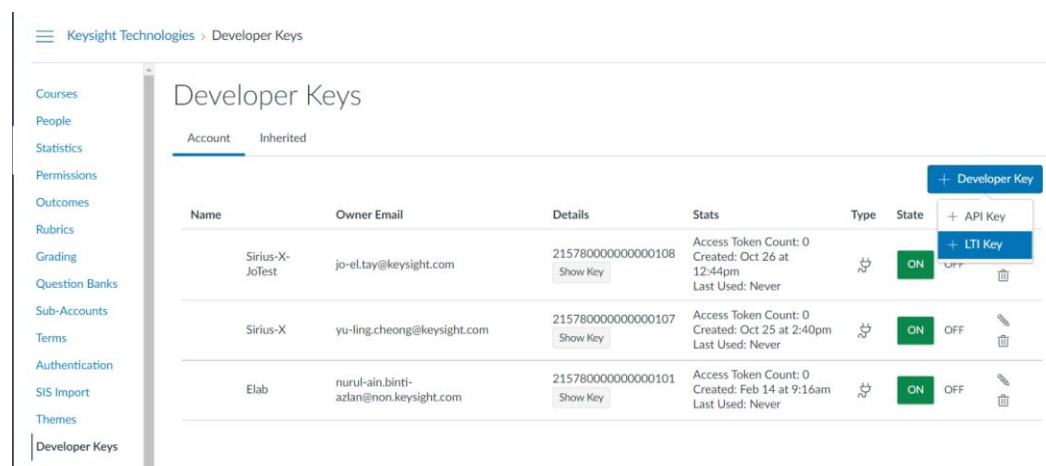 Keysight Technologies > Developer Keys
Courses
People
Statistics
Permissions
Outcomes
Rubrics
Grading
Question Banks
Sub-Accounts
Terms
Authentication
SIS Import
Themes
Developer Keys
Developer Keys
Account Inherited
+ Developer Key
+ API Key
+ LTI Key
Name Owner Email Details Stats Type State
Sirius-X-
JoTest
jo-el.tay@keysight.com
215780000000000108
Show Key
Access Token Count: 0
Created: Oct 26 at
12:44pm
Last Used: Never
ON OFF
Sirius-X
yu-ling.cheong@keysight.com
215780000000000107
Show Key
Access Token Count: 0
Created: Oct 25 at 2:40pm
Last Used: Never
ON OFF
Elab
nurul-ain.binti-
azlan@non.keysight.com
215780000000000101
Show Key
Access Token Count: 0
Created: Feb 14 at 9:16am
Last Used: Never
ON OFF